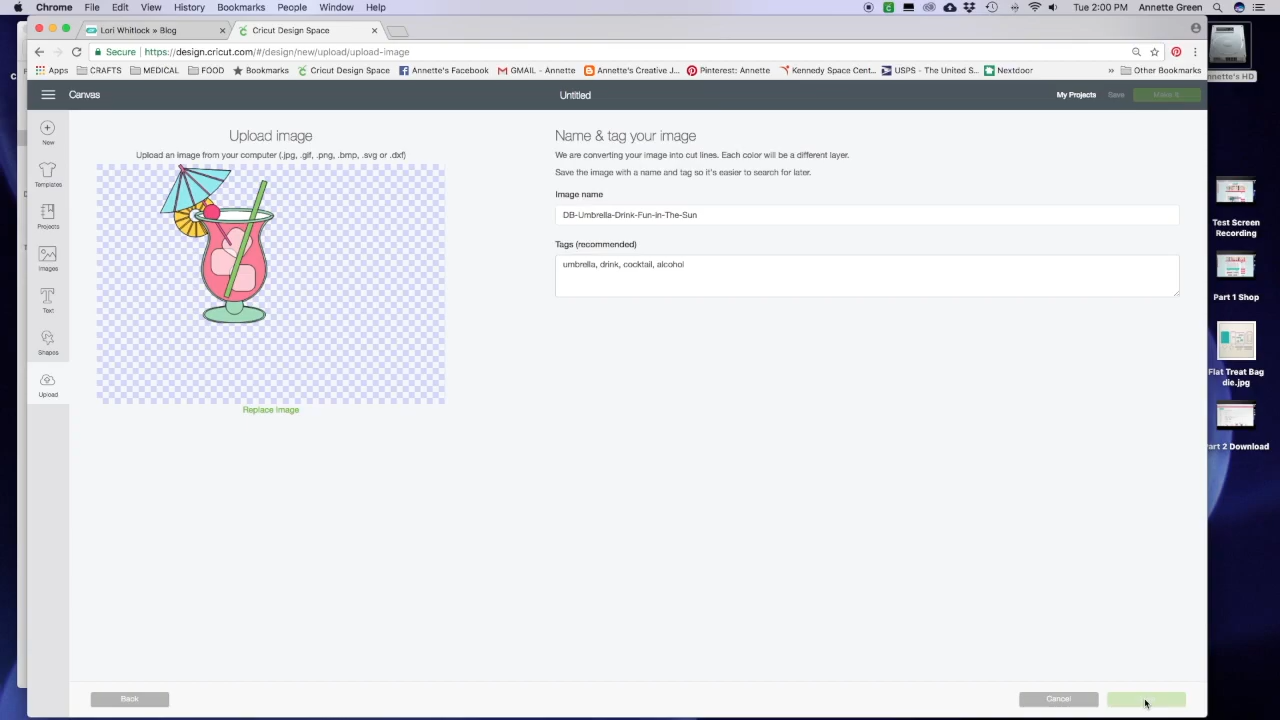 Chrome File Edit View History Bookmarks People Window Help Tue 2:00 PM Annette Green
Lori Whitlock » Blog Cricut Design Space
Secure https://design.cricut.com/#/design/new/upload/upload-image
Apps CRAFTS MEDICAL FOOD Bookmarks Cricut Design Space Annette's Facebook GMAIL - Annette Annette's Creative J... Pinterest: Annette Kennedy Space Cent... USPS - The United S... Nextdoor » Other Bookmarks
Canvas Untitled My Projects Save Make It
New
Templates
Projects
Images
Text
Shapes
Upload
Upload image
Upload an image from your computer (.jpg, .gif, .png, .bmp, .svg or .dxf)
Replace Image
Name & tag your image
We are converting your image into cut lines. Each color will be a different layer.
Save the image with a name and tag so it's easier to search for later.
Image name
DB-Umbrella-Drink-Fun-in-The-Sun
Tags (recommended)
umbrella, drink, cocktail, alcohol
Back Cancel
nnette's HD
Test Screen
Recording
Part 1 Shop
Flat Treat Bag
die.jpg
art 2 Download